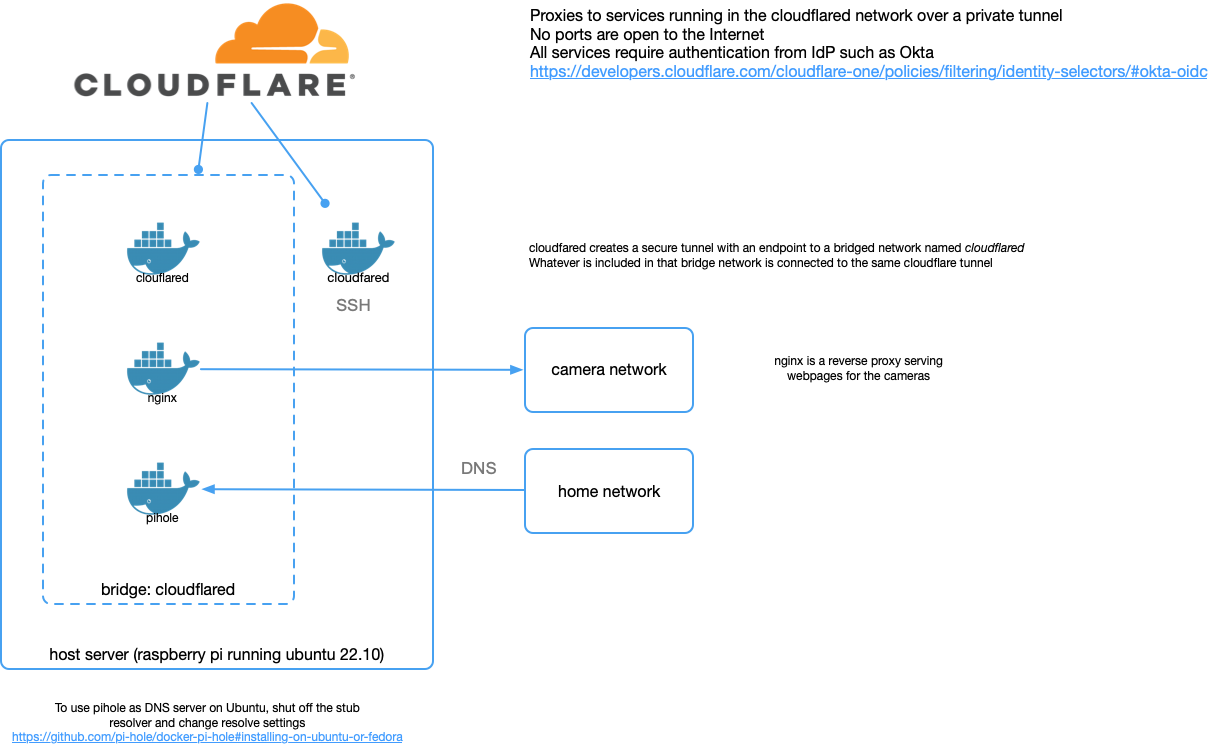 CLOUDFLARE®
Proxies to services running in the cloudflared network over a private tunnel
No ports are open to the Internet
All services require authentication from IdP such as Okta
https://developers.cloudflare.com/cloudflare-one/policies/filtering/identity-selectors/#okta-oidc
clouflared
cloudfared
SSH
cloudfared creates a secure tunnel with an endpoint to a bridged network named cloudflared
Whatever is included in that bridge network is connected to the same cloudflare tunnel
nginx
camera network
nginx is a reverse proxy serving
webpages for the cameras
DNS
home network
pihole
bridge: cloudflared
host server (raspberry pi running ubuntu 22.10)
To use pihole as DNS server on Ubuntu, shut off the stub
resolver and change resolve settings
https://github.com/pi-hole/docker-pi-hole#installing-on-ubuntu-or-fedora